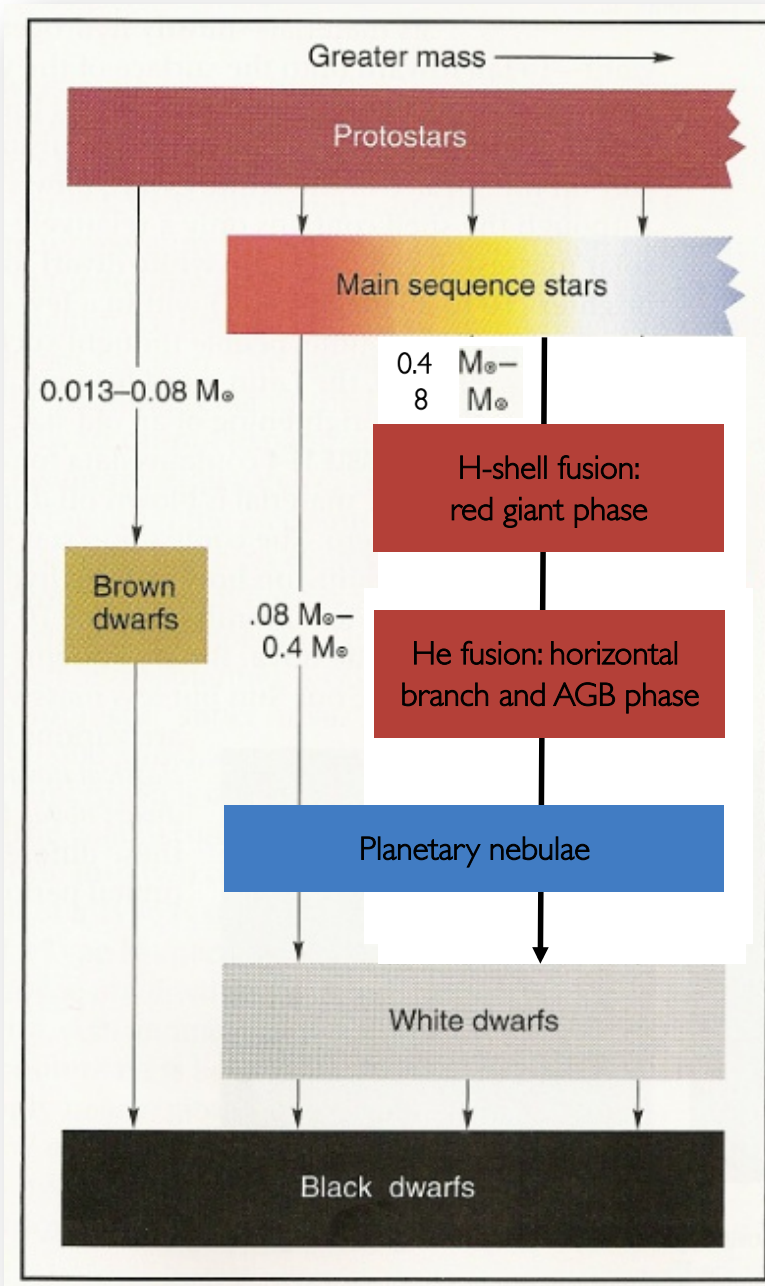 Greater mass
Protostars
Main sequence stars
0.4 M⊙–
8 M⊙
0.013–0.08 M⊙
H-shell fusion:
red giant phase
Brown
dwarfs
.08 M⊙–
0.4 M⊙
He fusion: horizontal
branch and AGB phase
Planetary nebulae
White dwarfs
Black dwarfs